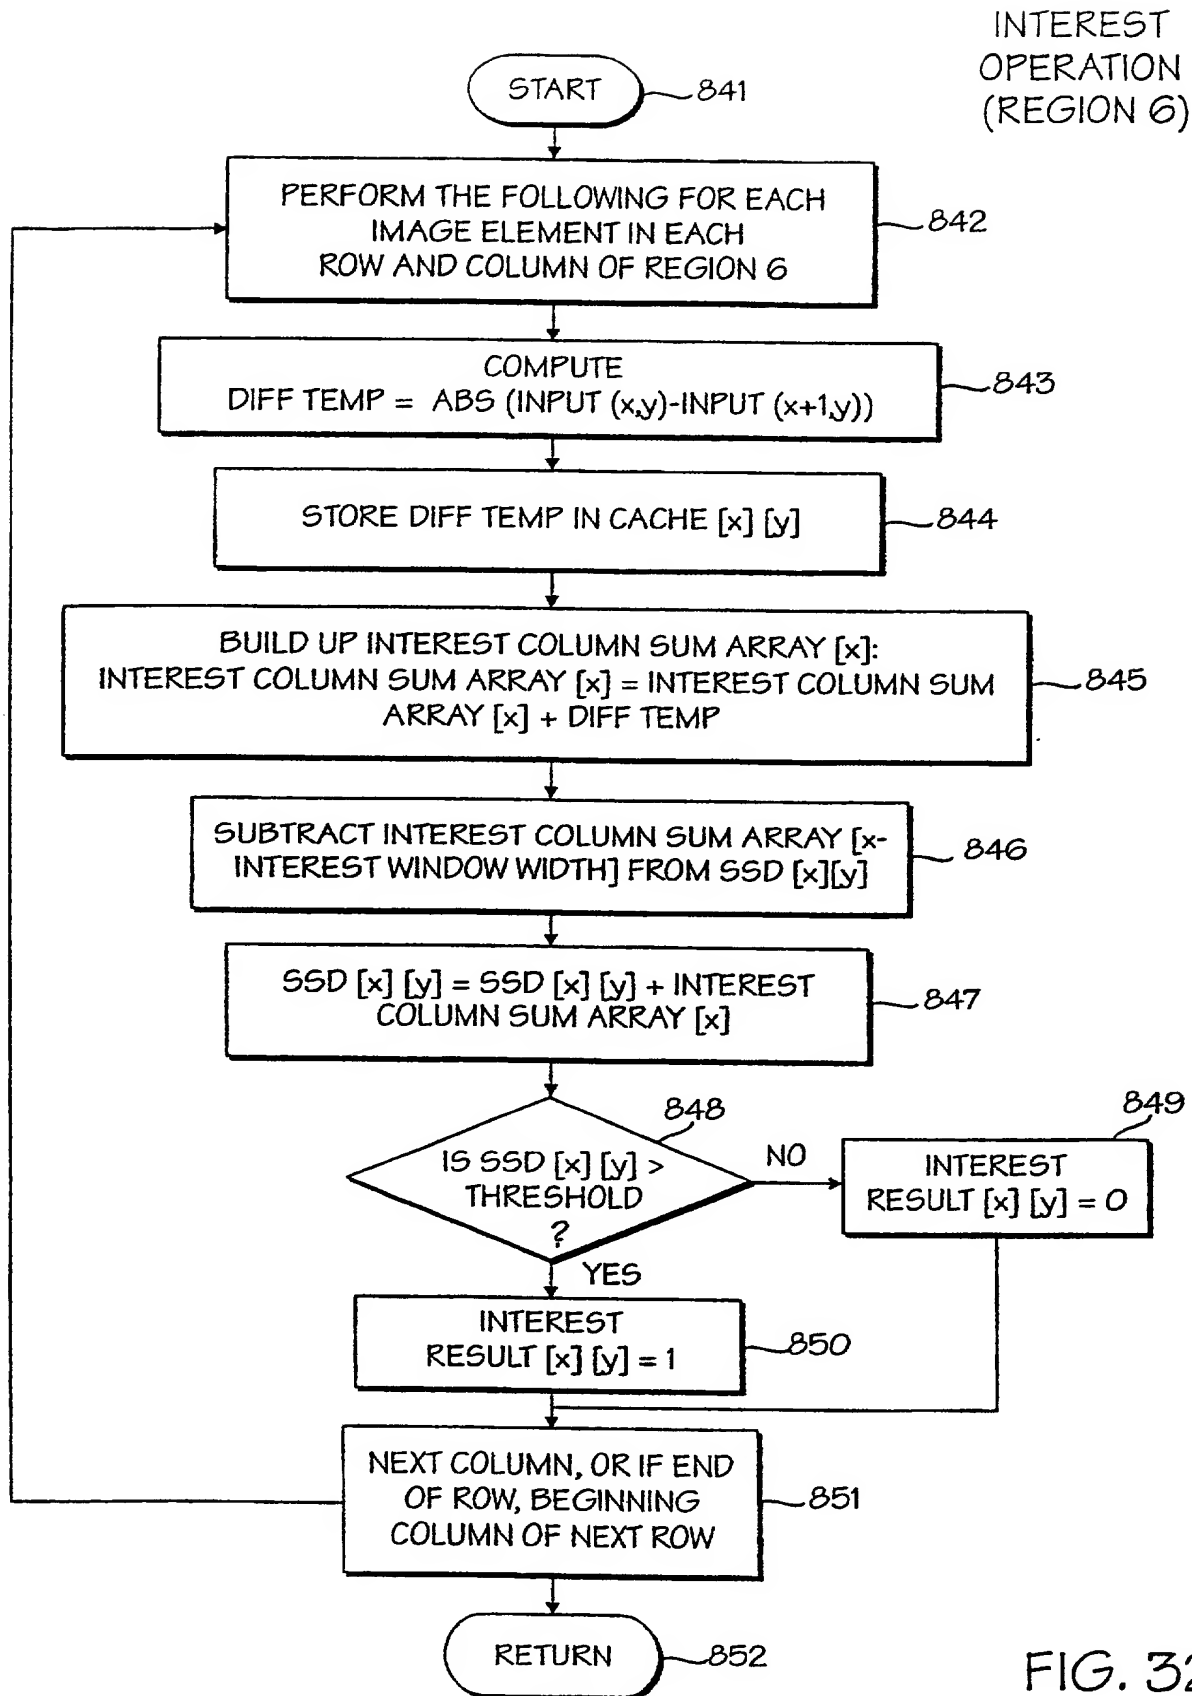 INTEREST
OPERATION
(REGION 6)
START
841
PERFORM THE FOLLOWING FOR EACH
IMAGE ELEMENT IN EACH
ROW AND COLUMN OF REGION 6
842
COMPUTE
DIFF TEMP = ABS (INPUT (x,y)-INPUT (x+1,y))
843
STORE DIFF TEMP IN CACHE [x] [y]
844
BUILD UP INTEREST COLUMN SUM ARRAY [x]:
INTEREST COLUMN SUM ARRAY [x] = INTEREST COLUMN SUM
ARRAY [x] + DIFF TEMP
845
SUBTRACT INTEREST COLUMN SUM ARRAY [x-
INTEREST WINDOW WIDTH] FROM SSD [x][y]
846
SSD [x] [y] = SSD [x] [y] + INTEREST
COLUMN SUM ARRAY [x]
847
848
IS SSD [x] [y] >
THRESHOLD
?
NO
849
INTEREST
RESULT [x] [y] = 0
YES
INTEREST
RESULT [x] [y] = 1
850
NEXT COLUMN, OR IF END
OF ROW, BEGINNING
COLUMN OF NEXT ROW
851
RETURN
852
FIG. 32